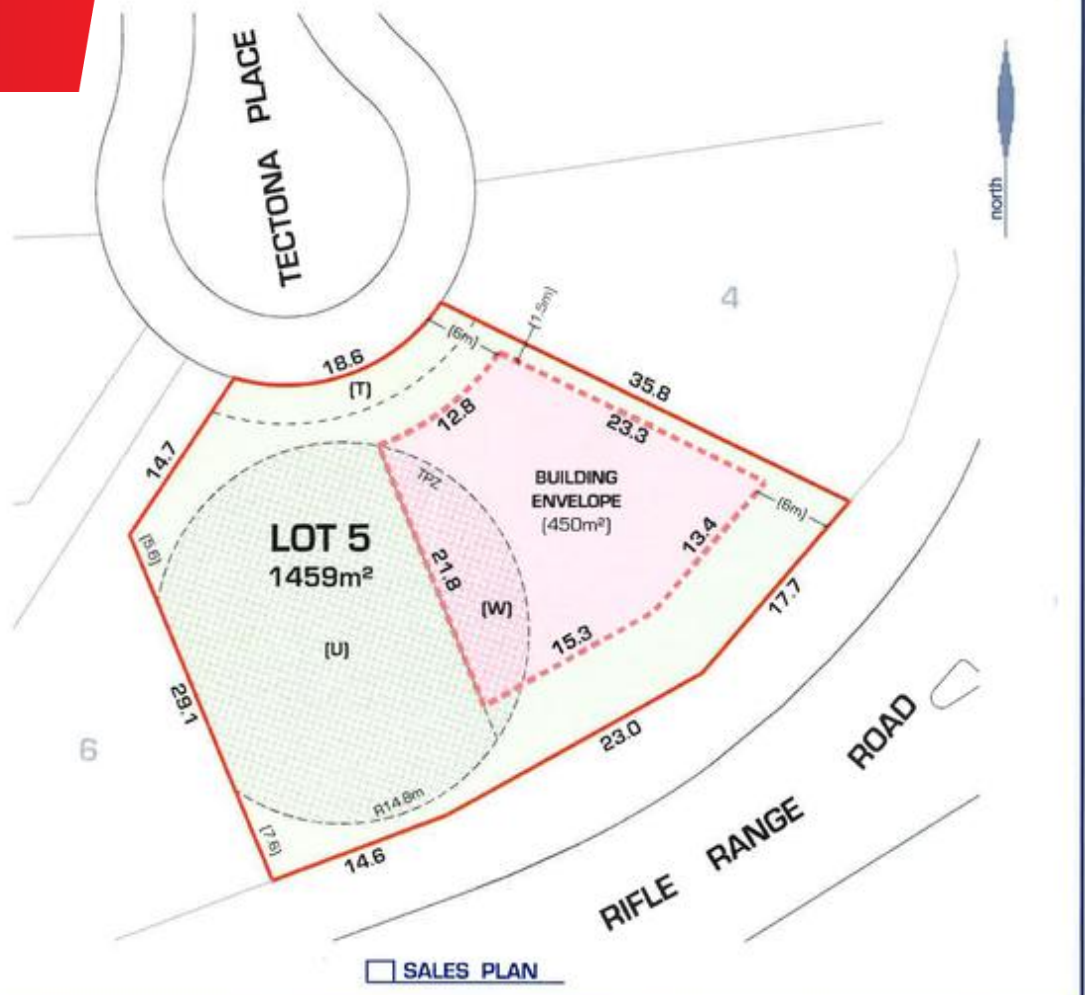 TECTONA PLACE
north
4
(6m)
(1.5m)
18.6
(T)
35.8
12.8
23.3
14.7
TPZ
BUILDING
ENVELOPE
(450m²)
(6m)
LOT 5
1459m²
(5.6)
21.8
13.4
(W)
17.7
15.3
(U)
29.1
6
23.0
R14.8m
(7.6)
14.6
RIFLE RANGE ROAD
SALES PLAN